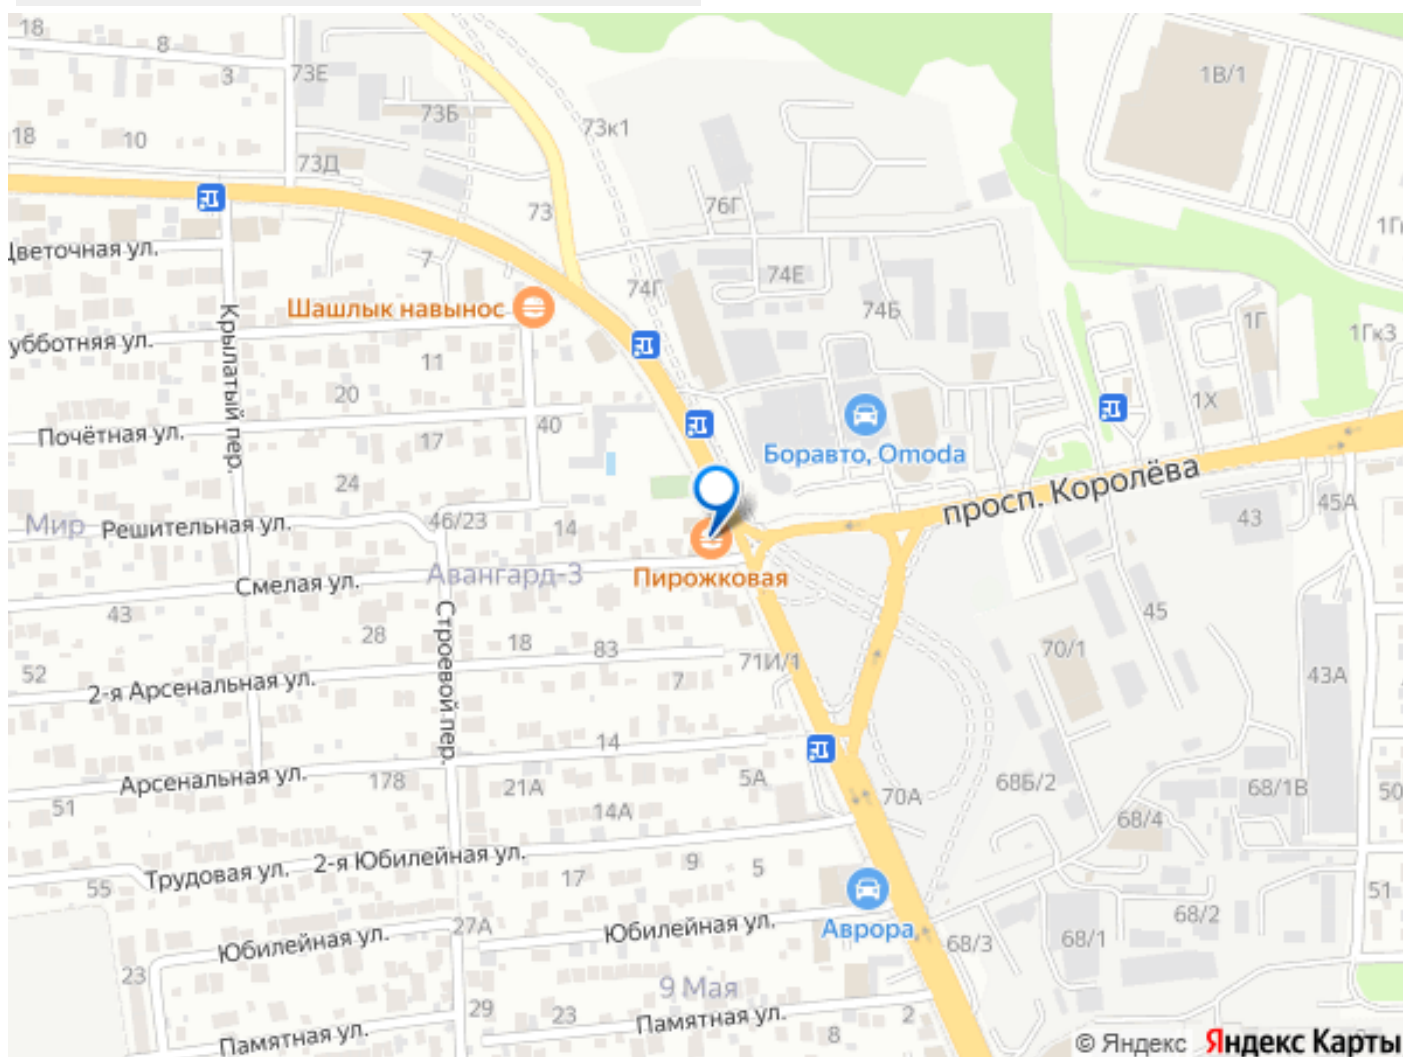 18
8
3
73Е
73Б
73к1
1В/1
18
10
73Д
73
76Г
Цветочная ул.
7
74Г
74Е
74Б
Шашлык навынос
Крылатый пер.
убботняя ул.
11
1Г
1Гк3
20
1Х
Почётная ул.
17
40
Боравто, Omoda
просп. Королёва
24
45А
43
Мир
Решительная ул.
46/23
14
Смелая ул.
Авангард-3
Пирожковая
43
28
Строевой пер.
18
83
45
70/1
52
2-я Арсенальная ул.
7
71И/1
43А
14
Арсенальная ул.
178
21А
5А
70А
68Б/2
68/1В
50
51
14А
68/4
2-я Юбилейная ул.
Трудовая ул.
55
17
9
5
51
27А
Юбилейная ул.
Юбилейная ул.
Аврора
68/3
68/1
68/2
23
9 Мая
29
23
Памятная ул.
Памятная ул.
8
2
© Яндекс Яндекс Карты